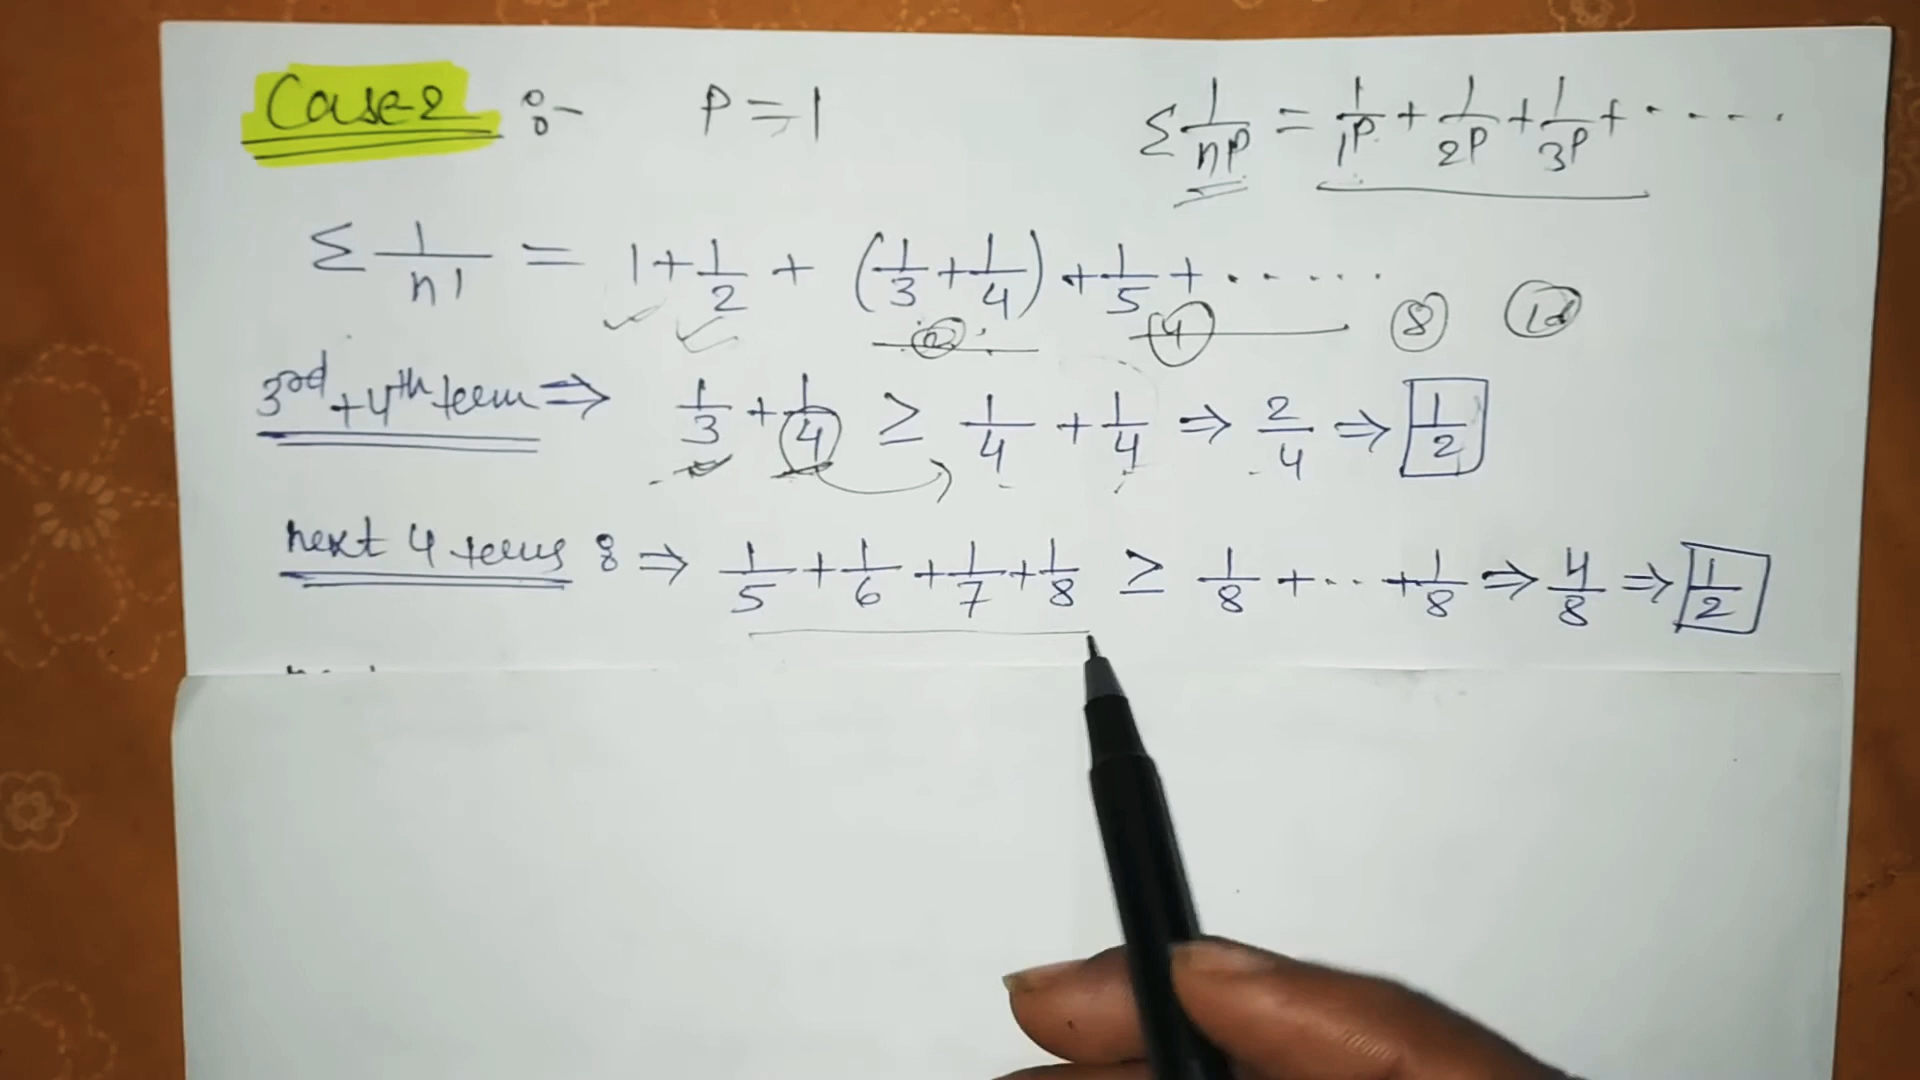 Case 2 :- P = 1 Σ 1/n^p = 1/1^p + 1/2^p + 1/3^p + .....
Σ 1/n^1 = 1 + 1/2 + (1/3 + 1/4) + 1/5 + ......
2 4 8
3rd + 4th term ⇒ 1/3 + 1/4 ≥ 1/4 + 1/4 ⇒ 2/4 ⇒ 1/2
next 4 terms : ⇒ 1/5 + 1/6 + 1/7 + 1/8 ≥ 1/8 + ... + 1/8 ⇒ 4/8 ⇒ 1/2